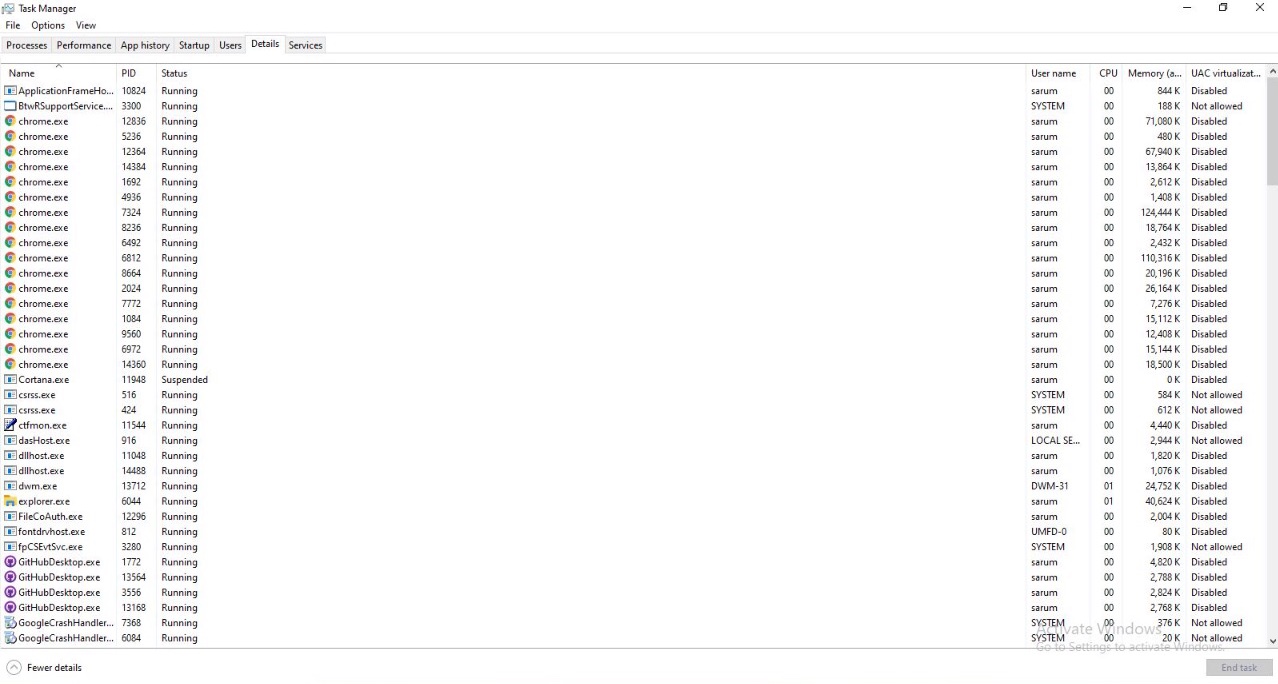 Task Manager
File Options View
Processes Performance App history Startup Users Details Services
Name PID Status User name CPU Memory (a... UAC virtualizat...
ApplicationFrameHo... 10824 Running sarum 00 844 K Disabled
BtwRSupportService.... 3300 Running SYSTEM 00 188 K Not allowed
chrome.exe 12836 Running sarum 00 71,080 K Disabled
chrome.exe 5236 Running sarum 00 480 K Disabled
chrome.exe 12364 Running sarum 00 67,940 K Disabled
chrome.exe 14384 Running sarum 00 13,864 K Disabled
chrome.exe 1692 Running sarum 00 2,612 K Disabled
chrome.exe 4936 Running sarum 00 1,408 K Disabled
chrome.exe 7324 Running sarum 00 124,444 K Disabled
chrome.exe 8236 Running sarum 00 18,764 K Disabled
chrome.exe 6492 Running sarum 00 2,432 K Disabled
chrome.exe 6812 Running sarum 00 110,316 K Disabled
chrome.exe 8664 Running sarum 00 20,196 K Disabled
chrome.exe 2024 Running sarum 00 26,164 K Disabled
chrome.exe 7772 Running sarum 00 7,276 K Disabled
chrome.exe 1084 Running sarum 00 15,112 K Disabled
chrome.exe 9560 Running sarum 00 12,408 K Disabled
chrome.exe 6972 Running sarum 00 15,144 K Disabled
chrome.exe 14360 Running sarum 00 18,500 K Disabled
Cortana.exe 11948 Suspended sarum 00 0 K Disabled
csrss.exe 516 Running SYSTEM 00 584 K Not allowed
csrss.exe 424 Running SYSTEM 00 612 K Not allowed
ctfmon.exe 11544 Running sarum 00 4,440 K Disabled
dasHost.exe 916 Running LOCAL SE... 00 2,944 K Not allowed
dllhost.exe 11048 Running sarum 00 1,820 K Disabled
dllhost.exe 14488 Running sarum 00 1,076 K Disabled
dwm.exe 13712 Running DWM-31 01 24,752 K Disabled
explorer.exe 6044 Running sarum 01 40,624 K Disabled
FileCoAuth.exe 12296 Running sarum 00 2,004 K Disabled
fontdrvhost.exe 812 Running UMFD-0 00 80 K Disabled
fpCSEvtSvc.exe 3280 Running SYSTEM 00 1,908 K Not allowed
GitHubDesktop.exe 1772 Running sarum 00 4,820 K Disabled
GitHubDesktop.exe 13564 Running sarum 00 2,788 K Disabled
GitHubDesktop.exe 3556 Running sarum 00 2,824 K Disabled
GitHubDesktop.exe 13168 Running sarum 00 2,768 K Disabled
GoogleCrashHandler... 7368 Running SYSTEM 00 376 K Not allowed
Activate Windows
GoogleCrashHandler... 6084 Running SYSTEM 00 20 K Not allowed
Go to Settings to activate Windows.
Fewer details End task